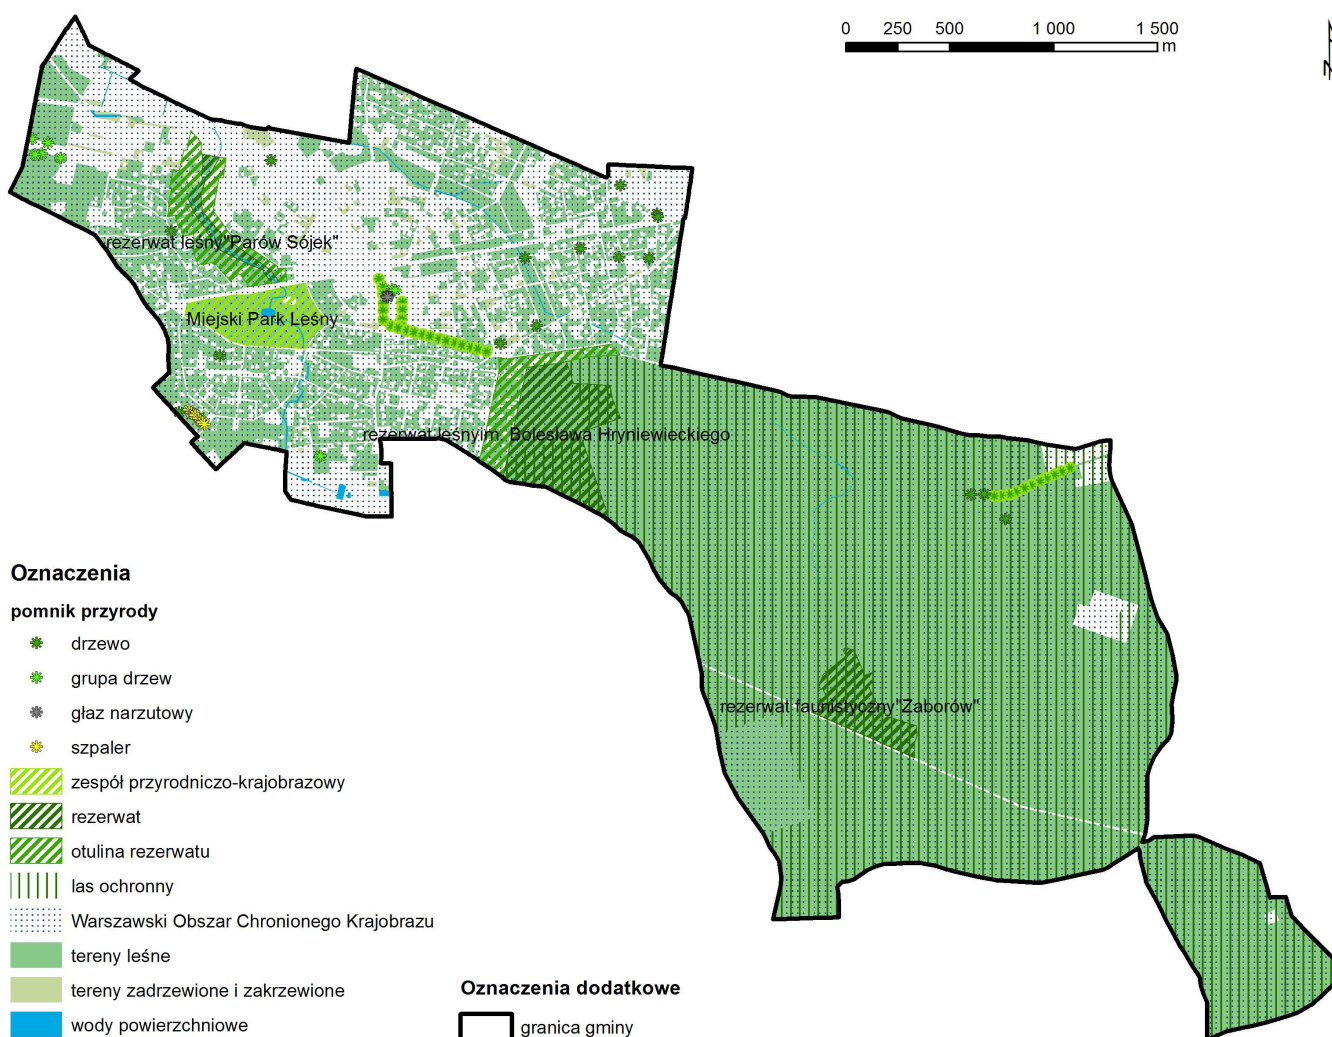 0 250 500 1 000 1 500
m
N
rezerwat leśny"Parów Sójek"
Miejski Park Leśny
rezerwat leśnyim. Bolesława Hryniewieckiego
rezerwat faunistyczny"Zaborów"
Oznaczenia
pomnik przyrody
drzewo
grupa drzew
głaz narzutowy
szpaler
zespół przyrodniczo-krajobrazowy
rezerwat
otulina rezerwatu
las ochronny
Warszawski Obszar Chronionego Krajobrazu
tereny leśne
tereny zadrzewione i zakrzewione
wody powierzchniowe
Oznaczenia dodatkowe
granica gminy